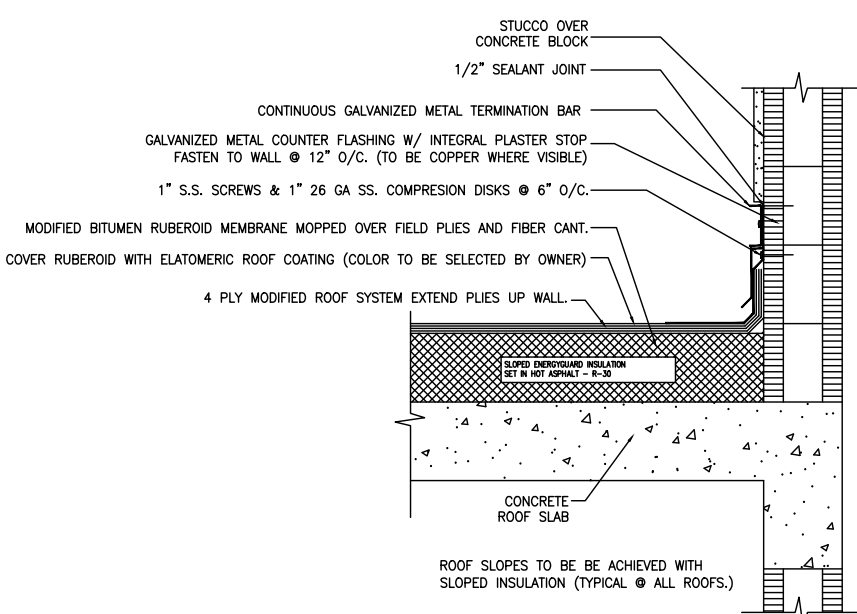 STUCCO OVER
CONCRETE BLOCK
1/2" SEALANT JOINT
CONTINUOUS GALVANIZED METAL TERMINATION BAR
GALVANIZED METAL COUNTER FLASHING W/ INTEGRAL PLASTER STOP
FASTEN TO WALL @ 12" O/C. (TO BE COPPER WHERE VISIBLE)
1" S.S. SCREWS & 1" 26 GA SS. COMPRESION DISKS @ 6" O/C.
MODIFIED BITUMEN RUBEROID MEMBRANE MOPPED OVER FIELD PLIES AND FIBER CANT.
COVER RUBEROID WITH ELATOMERIC ROOF COATING (COLOR TO BE SELECTED BY OWNER)
4 PLY MODIFIED ROOF SYSTEM EXTEND PLIES UP WALL.
SLOPED ENERGYGUARD INSULATION
SET IN HOT ASPHALT - R-30
CONCRETE
ROOF SLAB
ROOF SLOPES TO BE BE ACHIEVED WITH
SLOPED INSULATION (TYPICAL @ ALL ROOFS.)